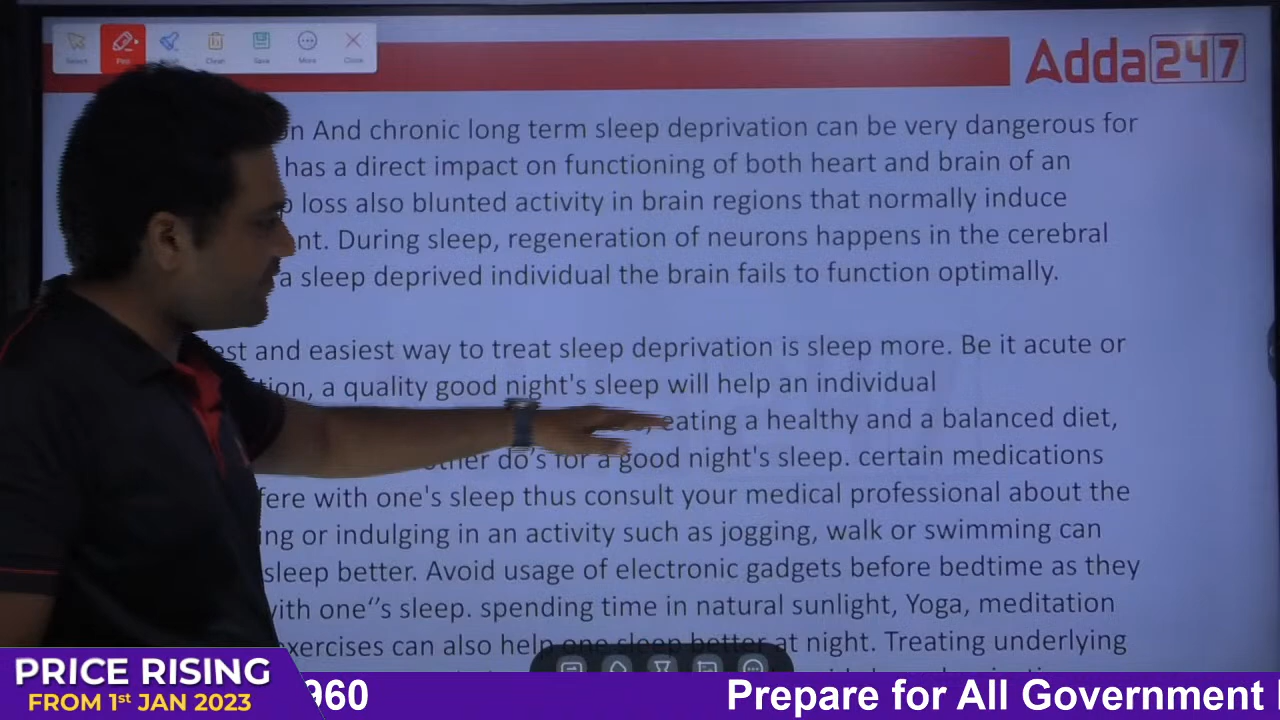 Select Pen Clean Save More Close
Adda247
n And chronic long term sleep deprivation can be very dangerous for
has a direct impact on functioning of both heart and brain of an
loss also blunted activity in brain regions that normally induce
nt. During sleep, regeneration of neurons happens in the cerebral
a sleep deprived individual the brain fails to function optimally.
est and easiest way to treat sleep deprivation is sleep more. Be it acute or
tion, a quality good night's sleep will help an individual
eating a healthy and a balanced diet,
other do's for a good night's sleep. certain medications
fere with one's sleep thus consult your medical professional about the
ing or indulging in an activity such as jogging, walk or swimming can
sleep better. Avoid usage of electronic gadgets before bedtime as they
with one‘’s sleep. spending time in natural sunlight, Yoga, meditation
exercises can also help one sleep better at night. Treating underlying
PRICE RISING
FROM 1st JAN 2023
960
Prepare for All Government